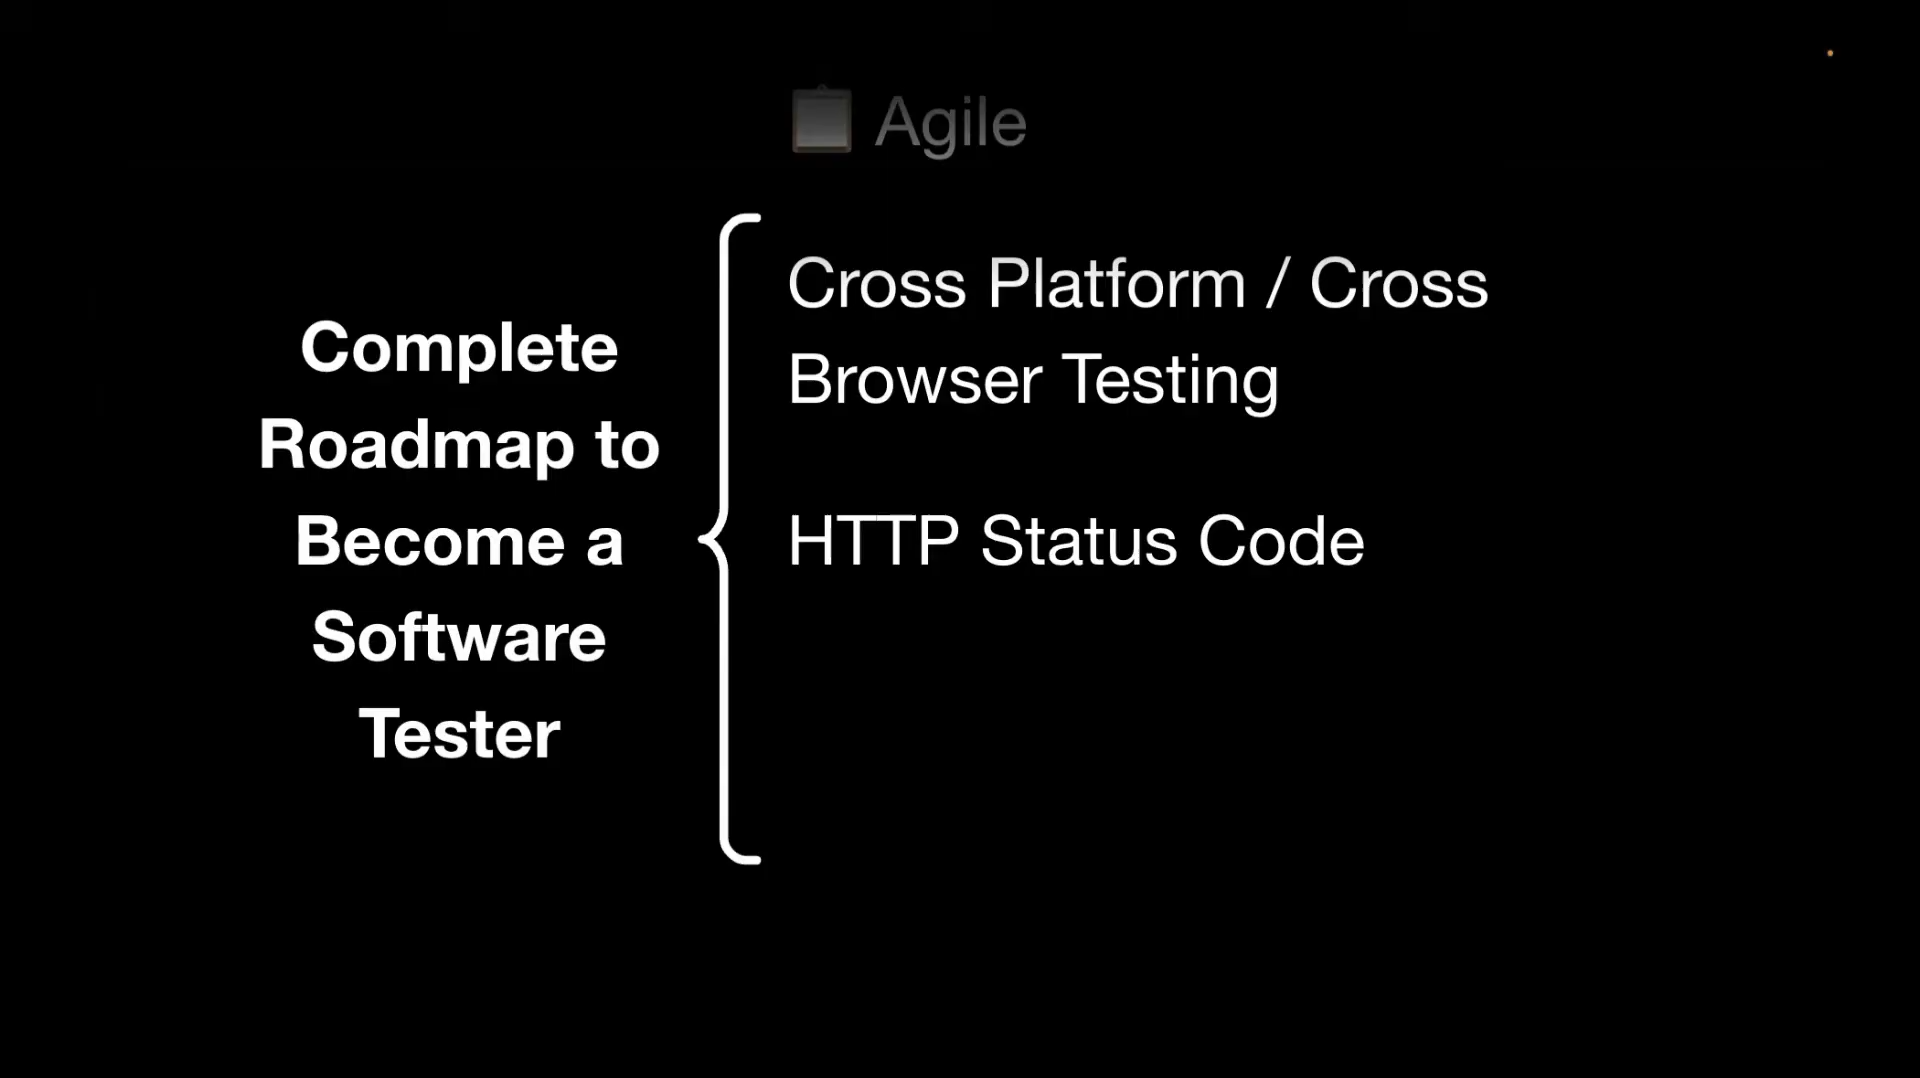 Agile
Complete
Roadmap to
Become a
Software
Tester
Cross Platform / Cross
Browser Testing
HTTP Status Code